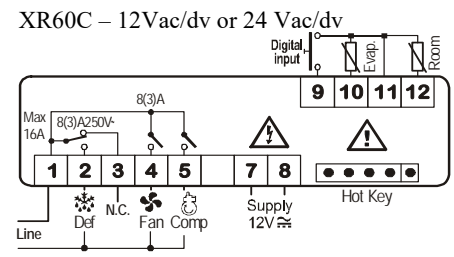 XR60C – 12Vac/dv or 24 Vac/dv
Digital input
Evap.
Room
9 10 11 12
8(3)A
Max 16A
8(3)A250V~
1 2 3 4 5 7 8
Hot Key
Def
N.C.
Fan
Comp
Supply
12V
Line